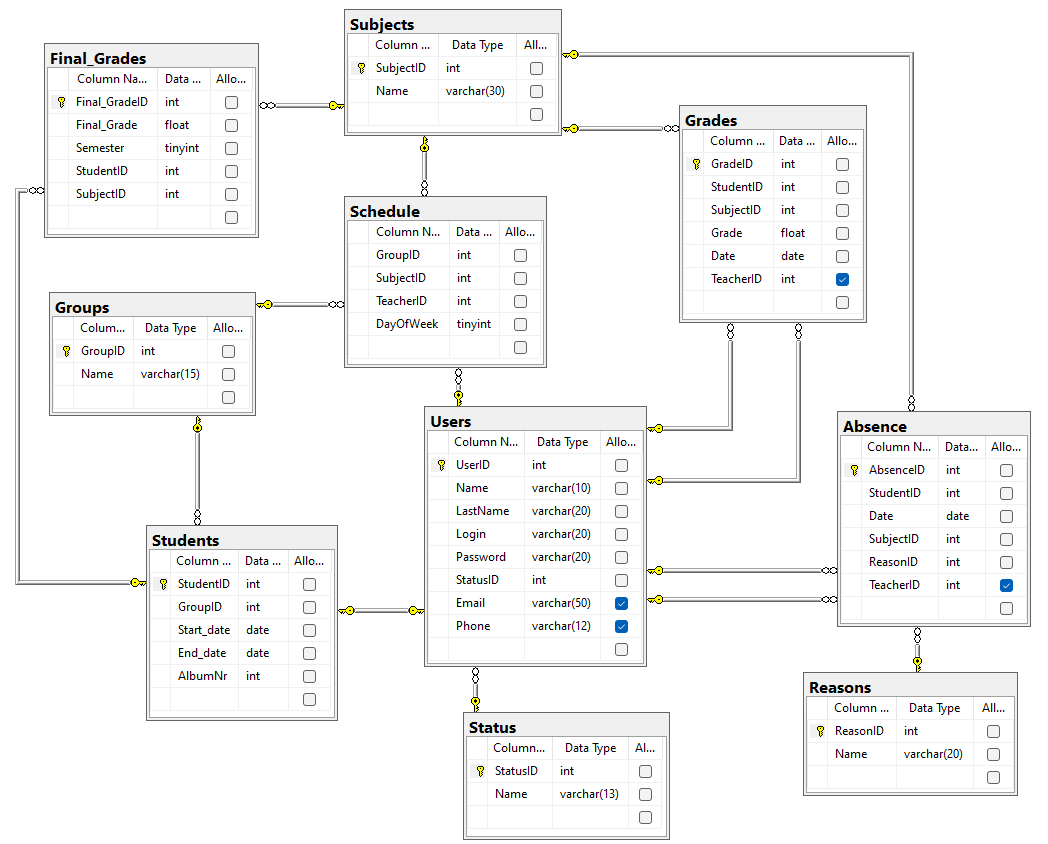 Subjects
Column ... Data Type All...
SubjectID int
Name varchar(30)
Final_Grades
Column Na... Data ... Allo...
Final_GradeID int
Final_Grade float
Semester tinyint
StudentID int
SubjectID int
Grades
Column ... Data ... Allo...
GradeID int
StudentID int
SubjectID int
Grade float
Date date
TeacherID int
Schedule
Column N... Data ... Allo...
GroupID int
SubjectID int
TeacherID int
DayOfWeek tinyint
Groups
Colum... Data Type Allo...
GroupID int
Name varchar(15)
Users
Column N... Data Type Allo...
UserID int
Name varchar(10)
LastName varchar(20)
Login varchar(20)
Password varchar(20)
StatusID int
Email varchar(50)
Phone varchar(12)
Absence
Column N... Data... Allo...
AbsenceID int
StudentID int
Date date
SubjectID int
ReasonID int
TeacherID int
Students
Column ... Data ... Allo...
StudentID int
GroupID int
Start_date date
End_date date
AlbumNr int
Reasons
Column ... Data Type All...
ReasonID int
Name varchar(20)
Status
Column... Data Type Al...
StatusID int
Name varchar(13)